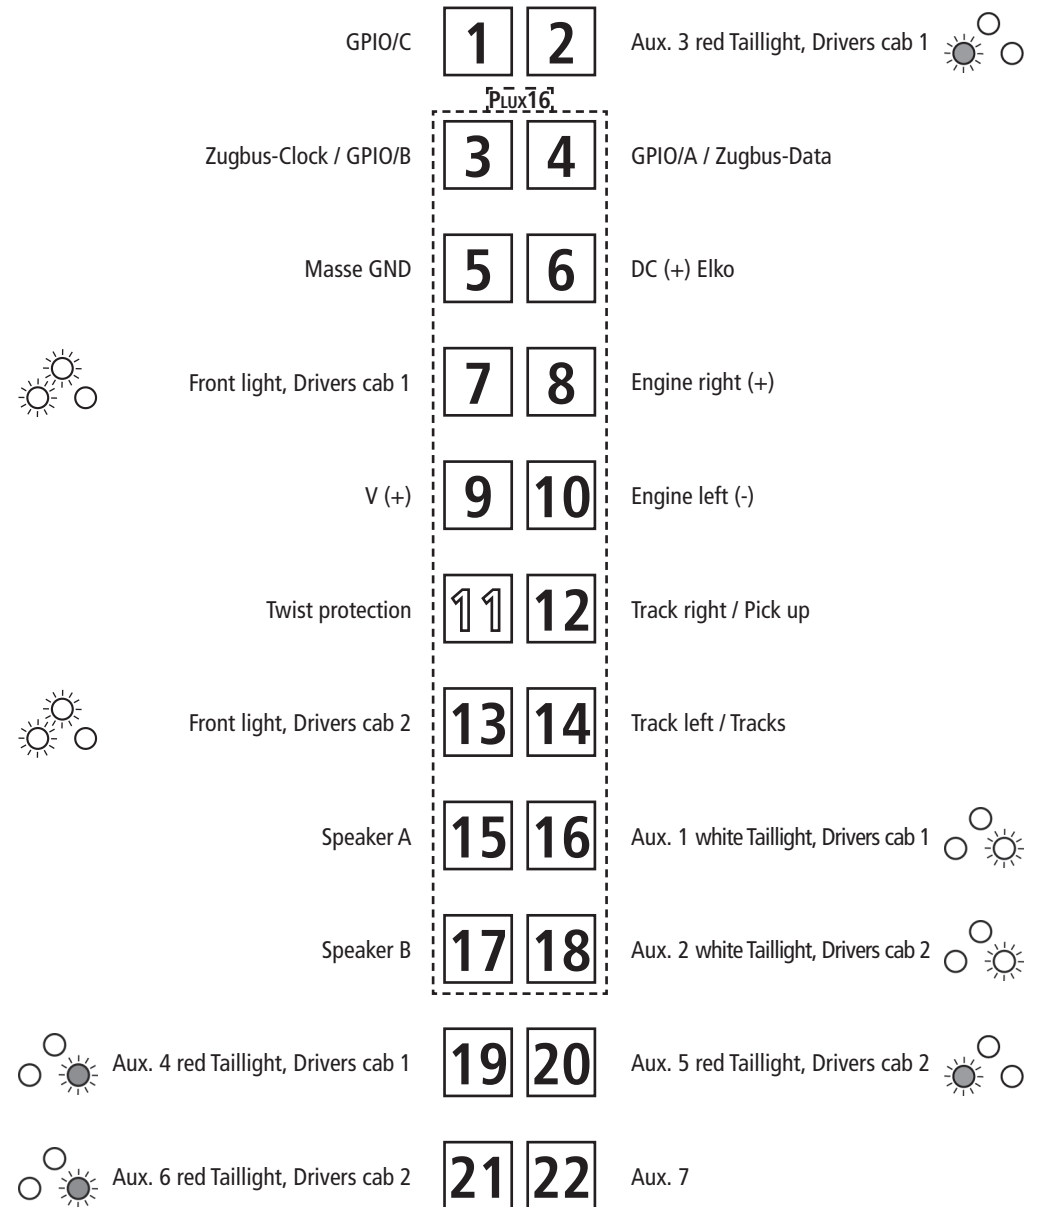 GPIO/C 1 2 Aux. 3 red Taillight, Drivers cab 1
PLUX16
Zugbus-Clock / GPIO/B 3 4 GPIO/A / Zugbus-Data
Masse GND 5 6 DC (+) Elko
Front light, Drivers cab 1 7 8 Engine right (+)
V (+) 9 10 Engine left (-)
Twist protection 11 12 Track right / Pick up
Front light, Drivers cab 2 13 14 Track left / Tracks
Speaker A 15 16 Aux. 1 white Taillight, Drivers cab 1
Speaker B 17 18 Aux. 2 white Taillight, Drivers cab 2
Aux. 4 red Taillight, Drivers cab 1 19 20 Aux. 5 red Taillight, Drivers cab 2
Aux. 6 red Taillight, Drivers cab 2 21 22 Aux. 7